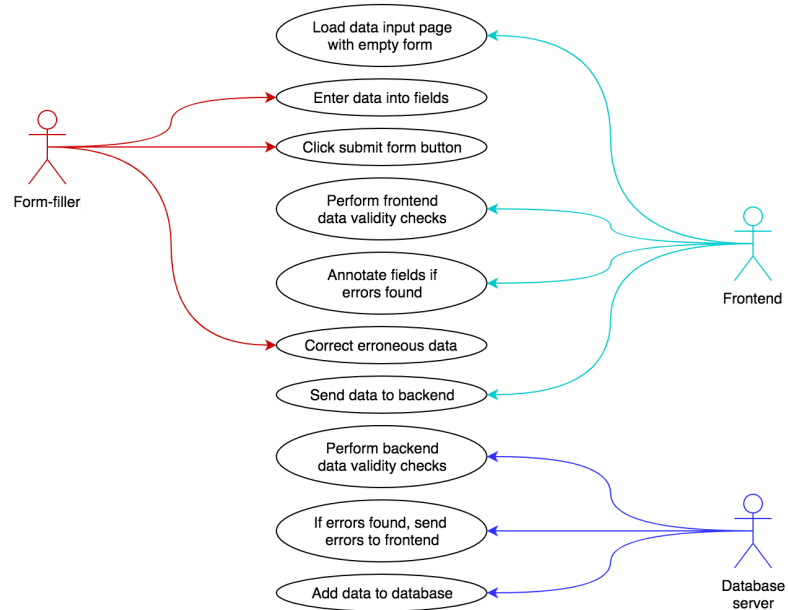 Load data input page
with empty form
Enter data into fields
Click submit form button
Form-filler
Perform frontend
data validity checks
Annotate fields if
errors found
Frontend
Correct erroneous data
Send data to backend
Perform backend
data validity checks
If errors found, send
errors to frontend
Add data to database
Database
server